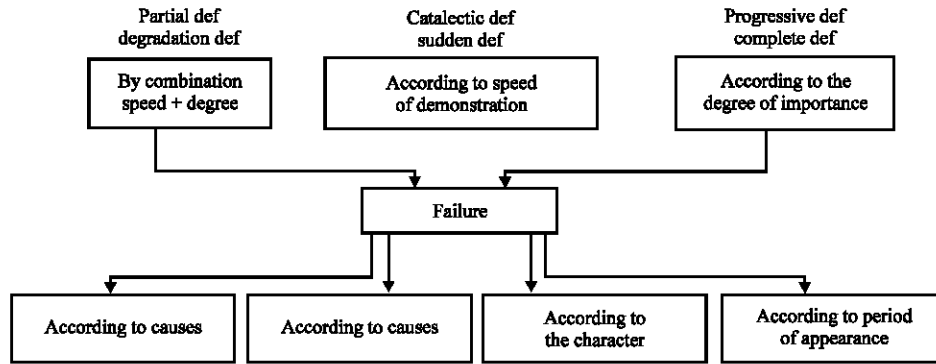 Partial def
degradation def
Catalectic def
sudden def
Progressive def
complete def
By combination
speed + degree
According to speed
of demonstration
According to the
degree of importance
Failure
According to causes
According to causes
According to
the character
According to period
of appearance